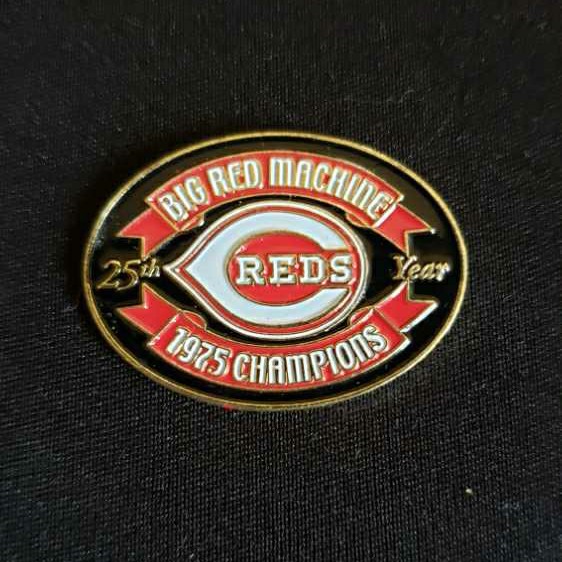 BIG RED MACHINE
25th
REDS
Year
1975 CHAMPIONS